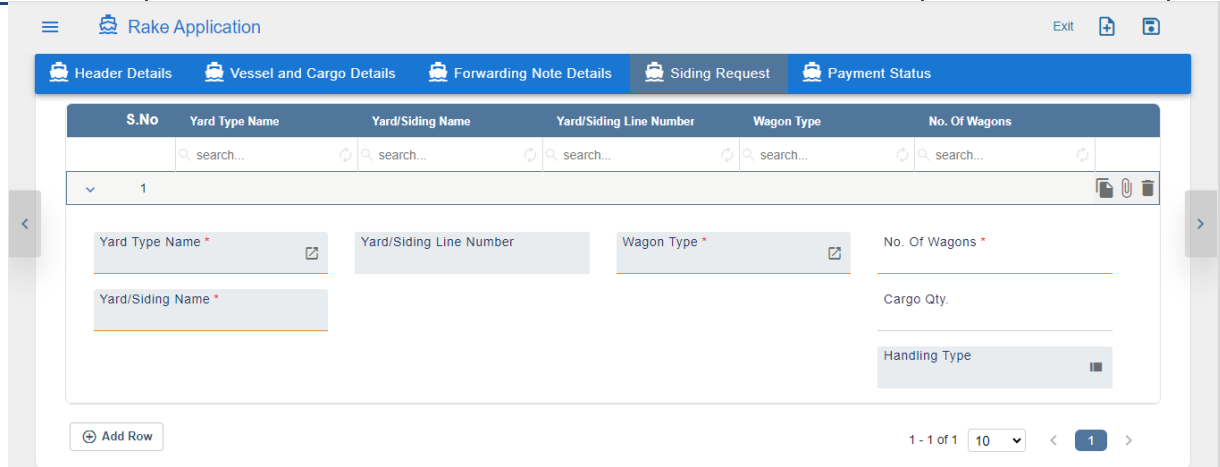 Rake Application
Exit
Header Details Vessel and Cargo Details Forwarding Note Details Siding Request Payment Status
S.No Yard Type Name Yard/Siding Name Yard/Siding Line Number Wagon Type No. Of Wagons
search... search... search... search... search...
1
Yard Type Name * Yard/Siding Line Number Wagon Type * No. Of Wagons *
Yard/Siding Name * Cargo Qty.
Handling Type
Add Row 1 - 1 of 1 10 1